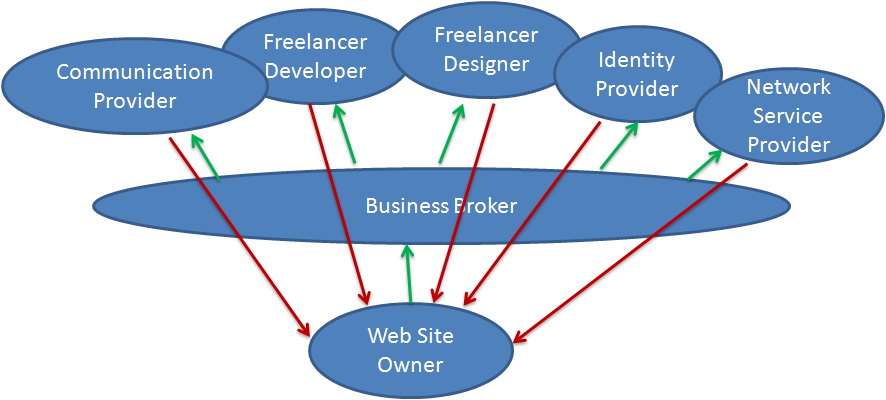 Communication
Provider
Freelancer
Developer
Freelancer
Designer
Identity
Provider
Network
Service
Provider
Business Broker
Web Site
Owner